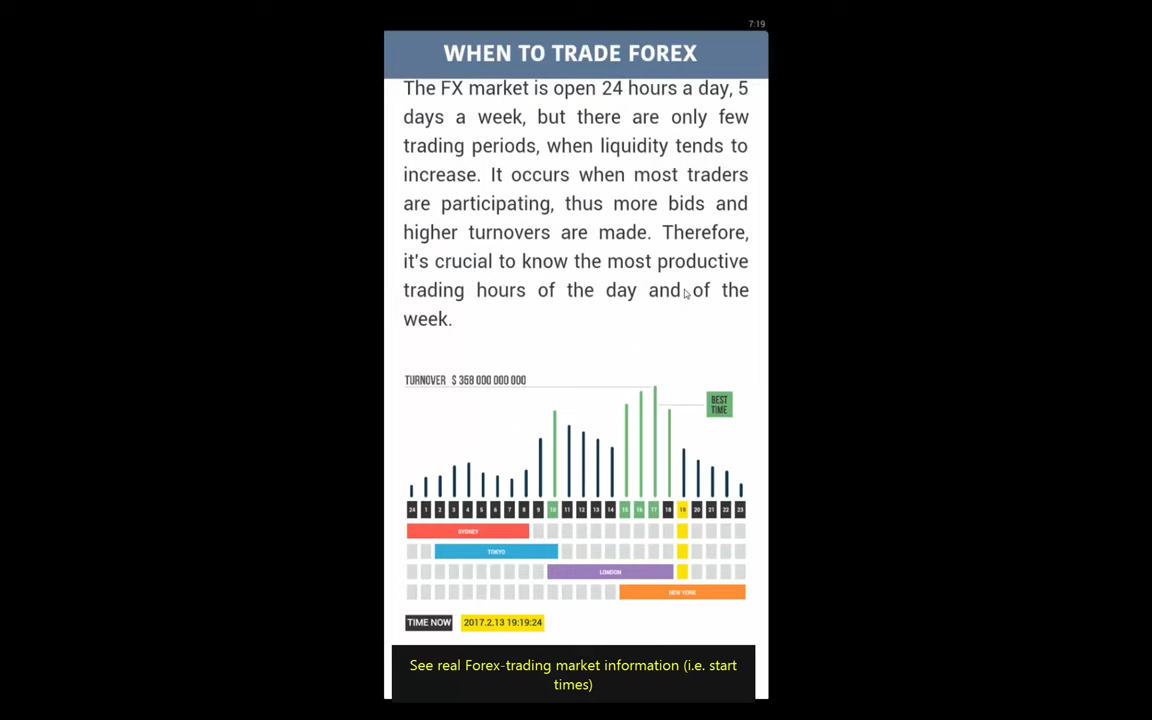 7:19
WHEN TO TRADE FOREX
The FX market is open 24 hours a day, 5
days a week, but there are only few
trading periods, when liquidity tends to
increase. It occurs when most traders
are participating, thus more bids and
higher turnovers are made. Therefore,
it's crucial to know the most productive
trading hours of the day and of the
week.
TURNOVER $ 358 000 000 000
BEST
TIME
24 1 2 3 4 5 6 7 8 9 10 11 12 13 14 15 16 17 18 19 20 21 22 23
SYDNEY
TOKYO
LONDON
NEW YORK
TIME NOW 2017.2.13 19:19:24
See real Forex-trading market information (i.e. start
times)